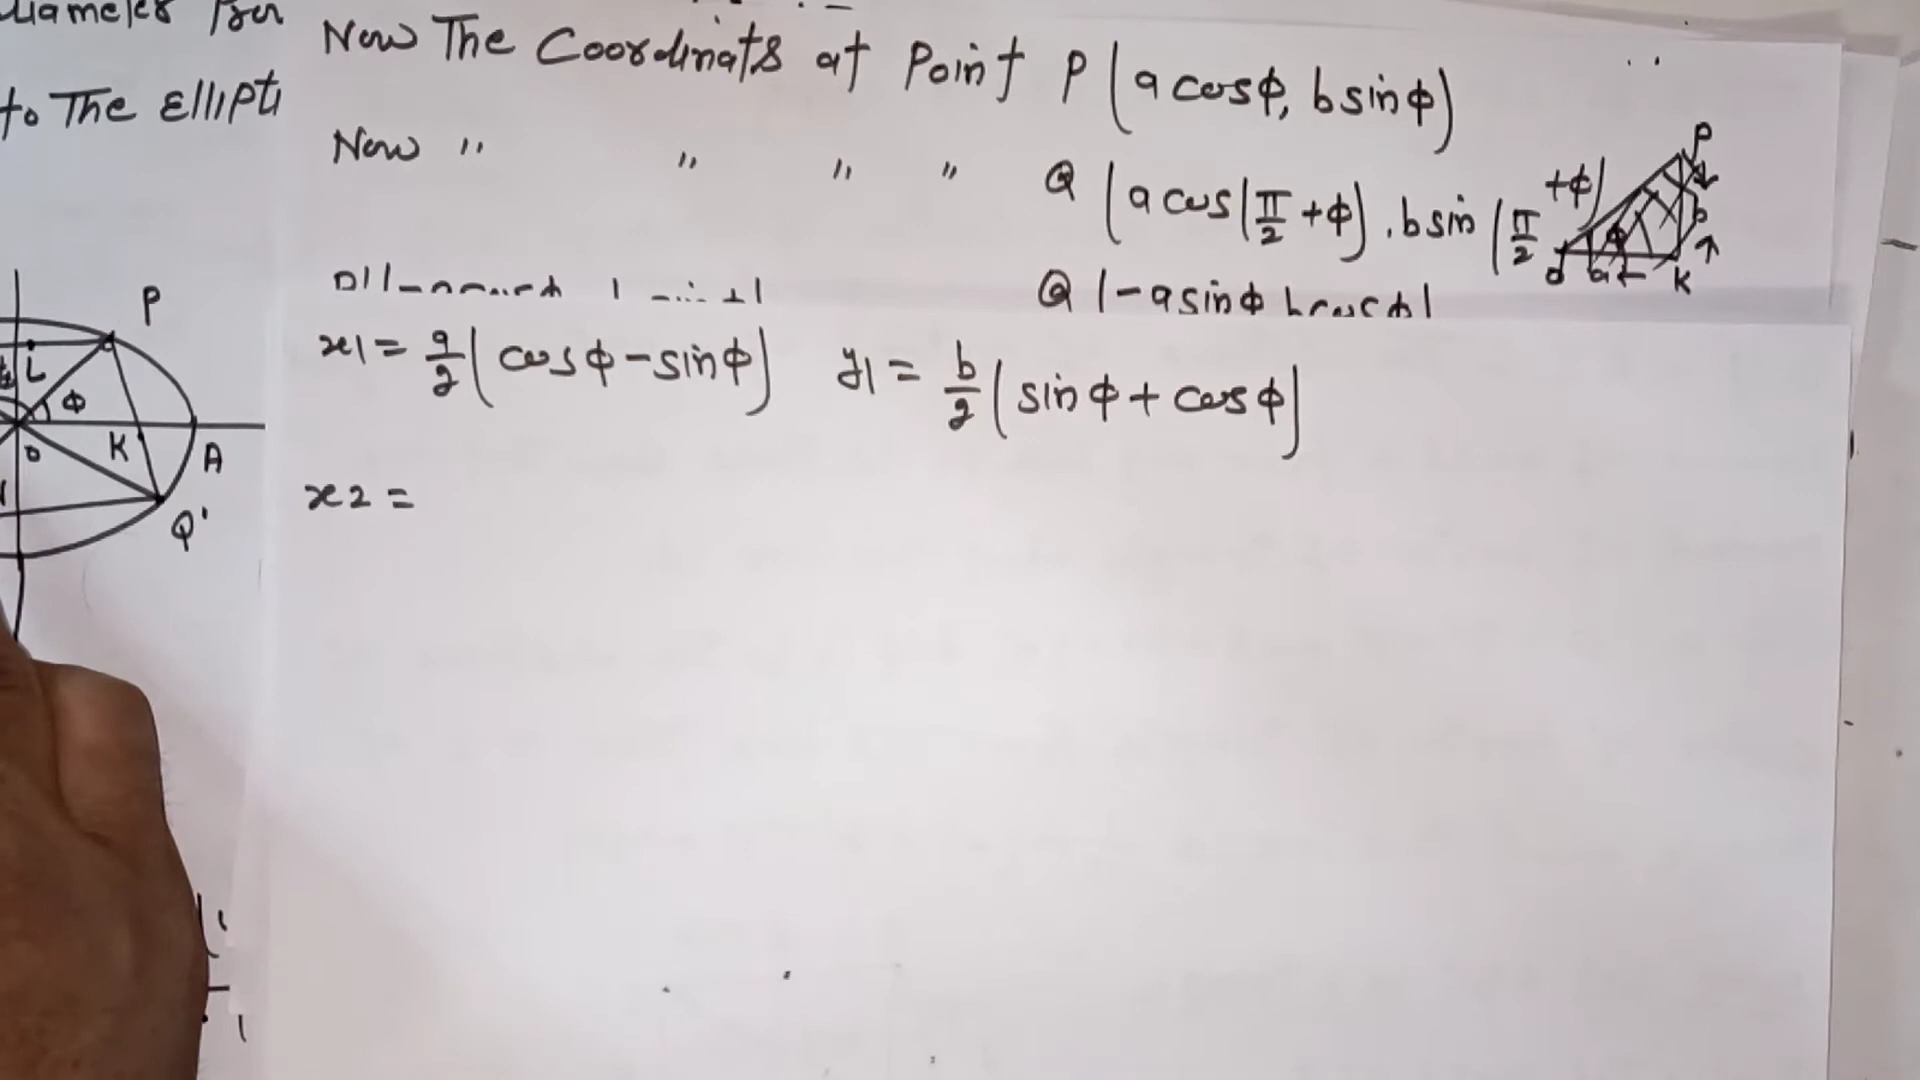 to The Ellipti
Now The Coordinats at Point P (a cosϕ, b sinϕ)
Now " " " " Q (a cos(π/2 +ϕ), b sin (π/2 +ϕ)
Q (-a sinϕ
x1 = a/2 (cosϕ - sinϕ) y1 = b/2 (sinϕ + cosϕ)
x2 =
P
b
ϕ
a
K
P
L
ϕ
O
K
A
Q'